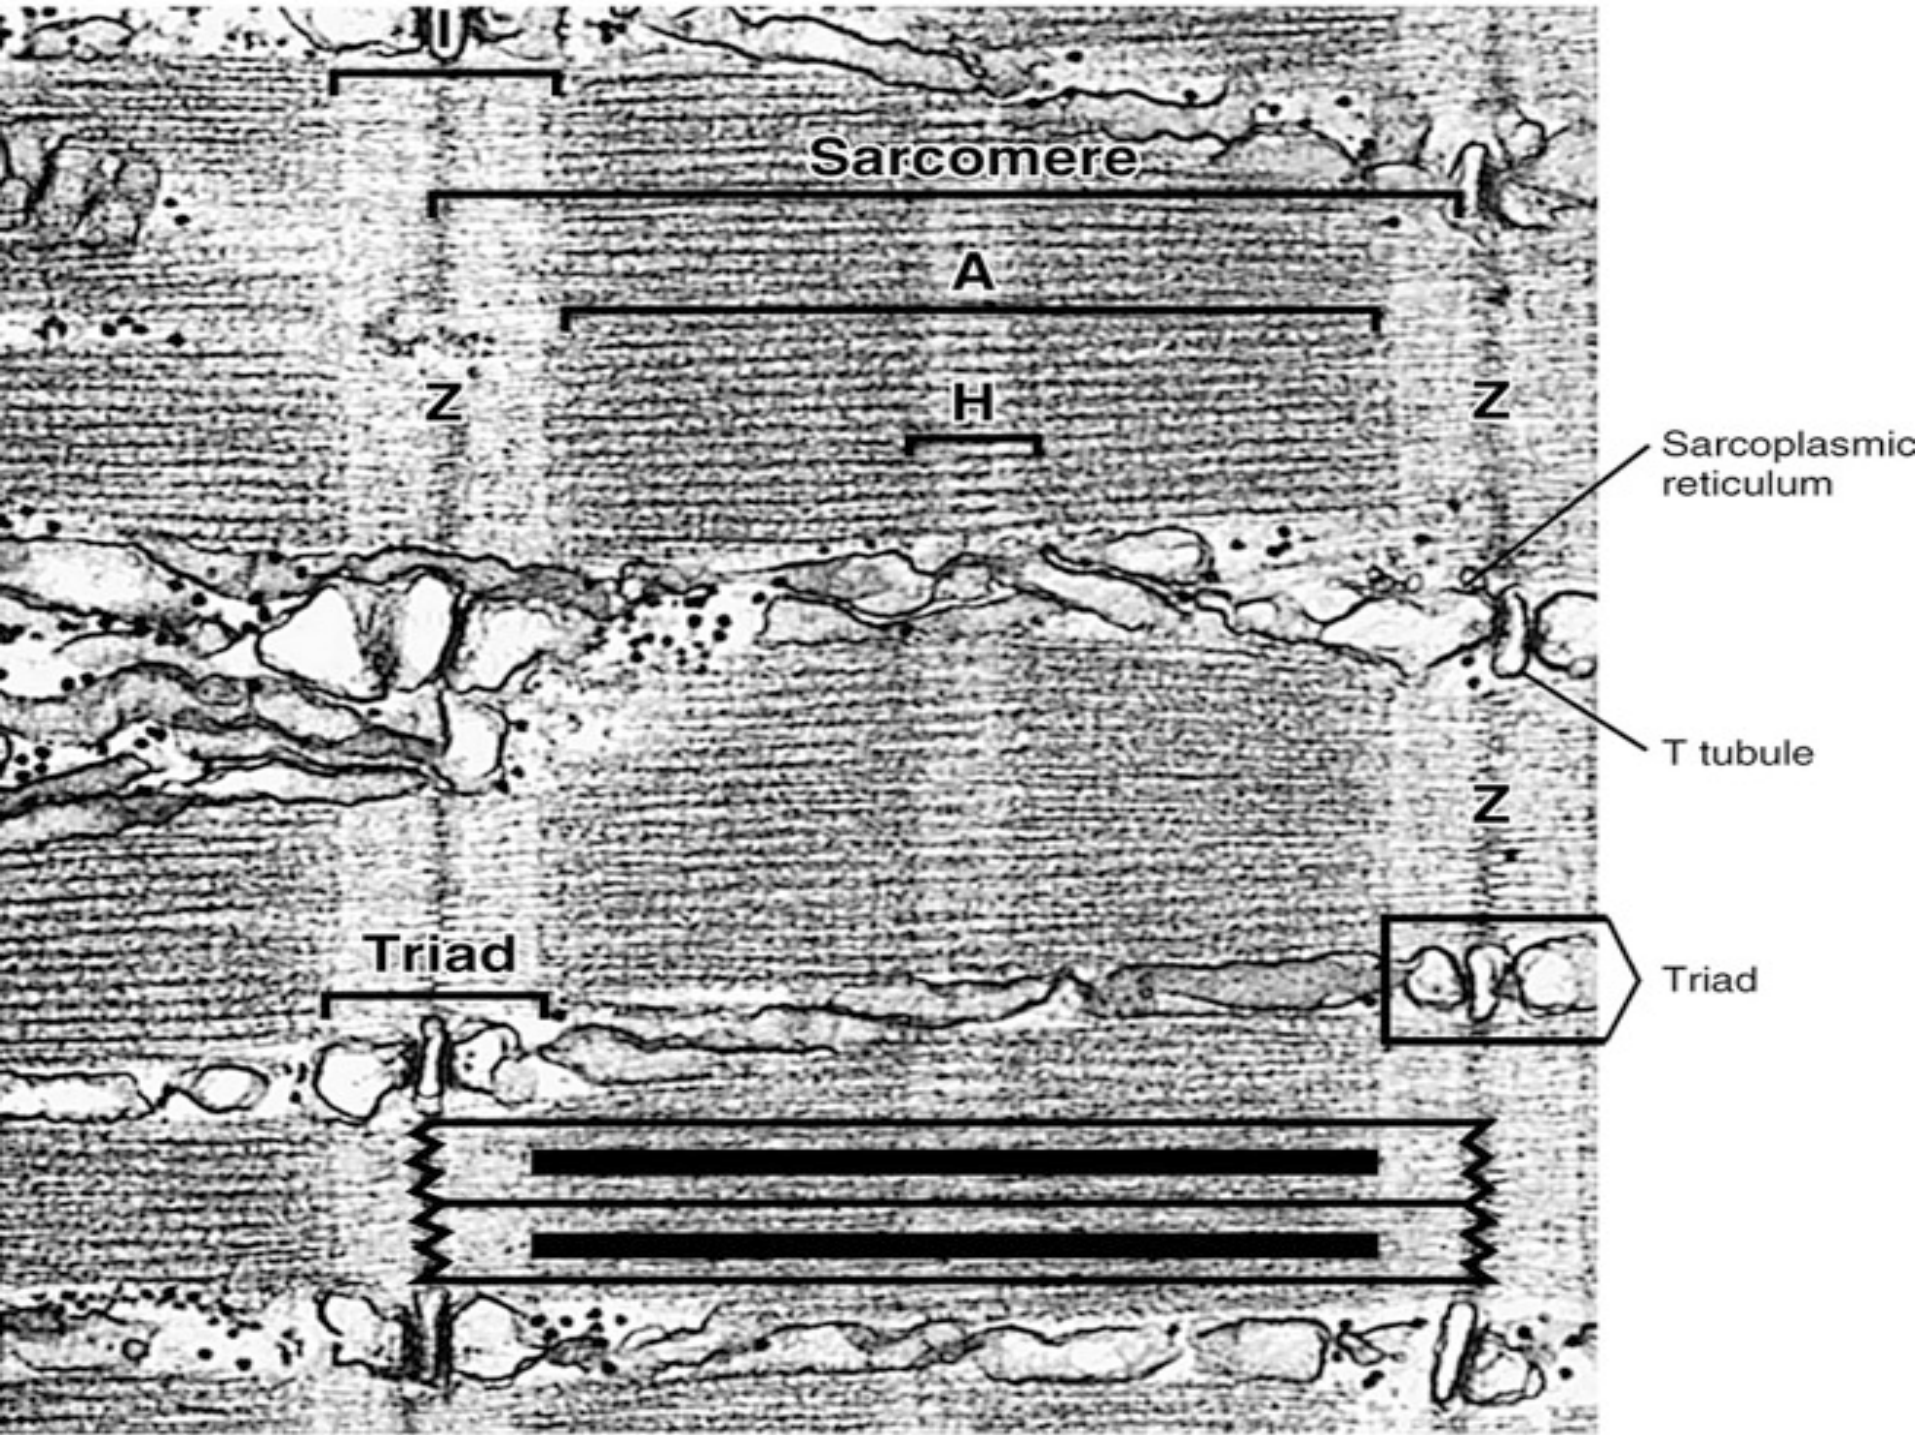 I
Sarcomere
A
Z
H
Z
Sarcoplasmic
reticulum
T tubule
Z
Triad
Triad